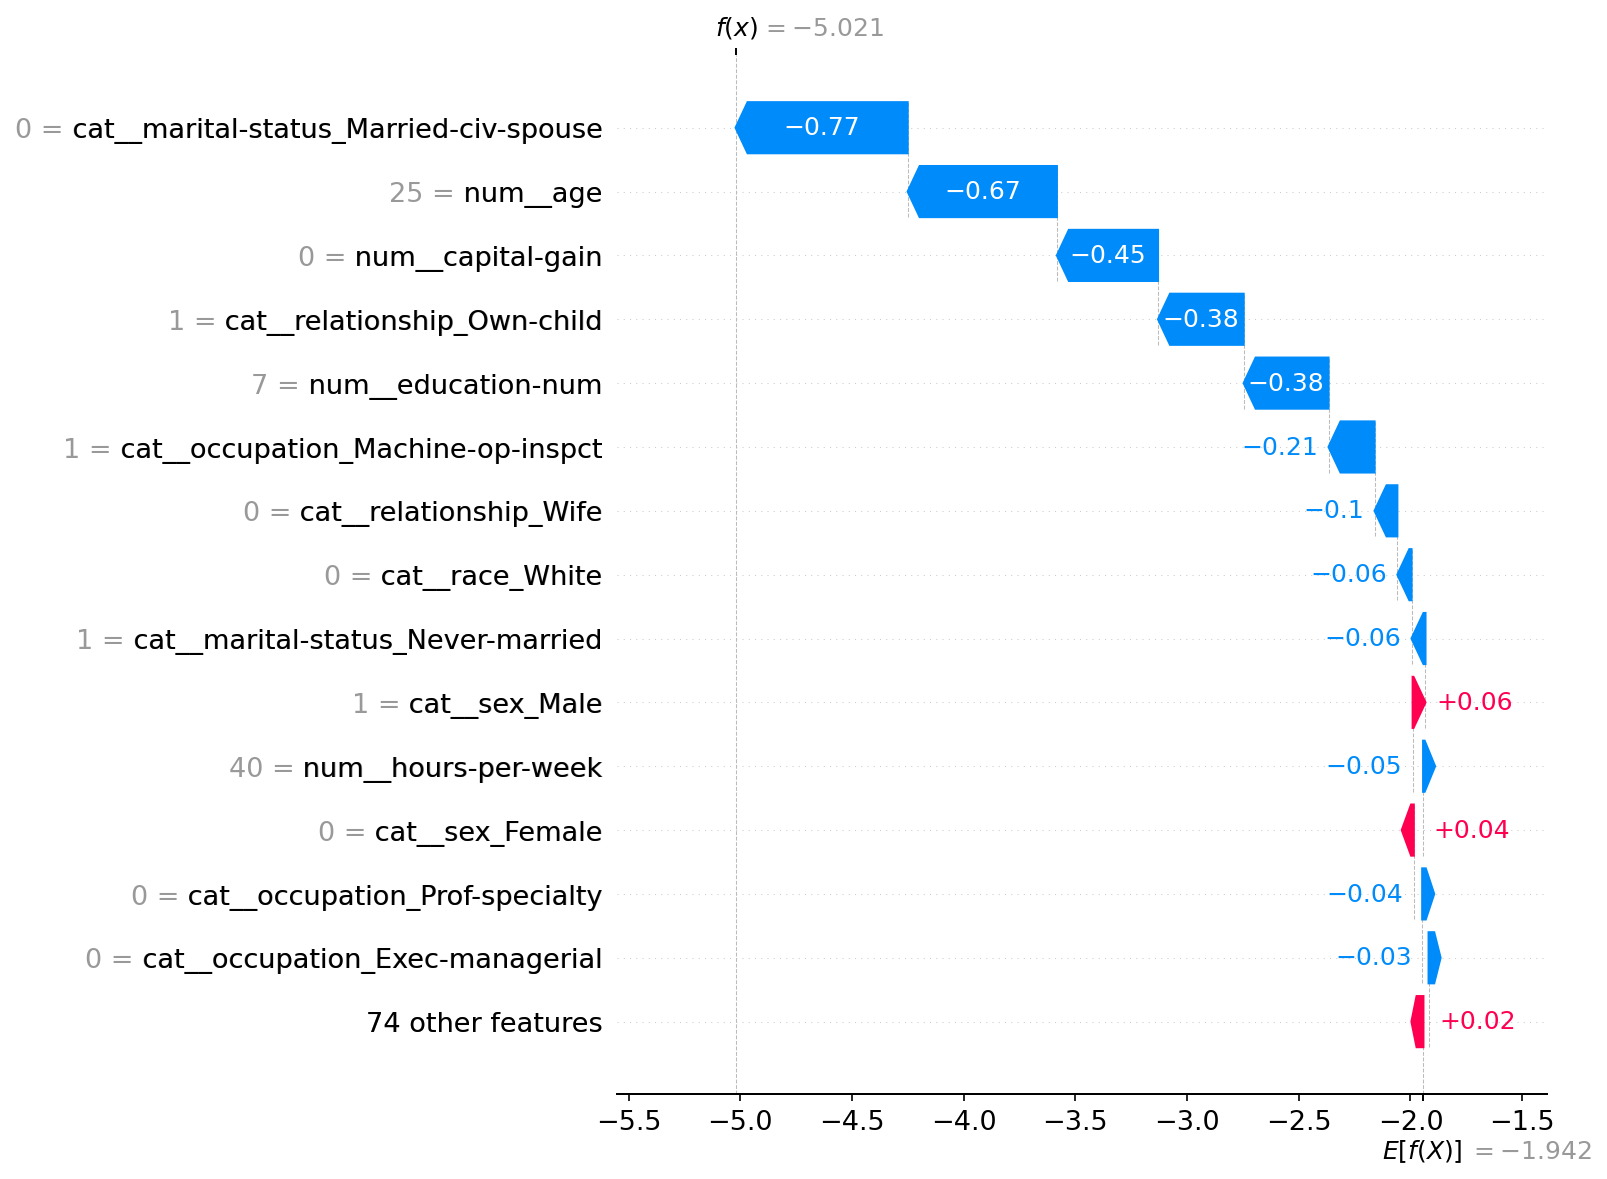 f(x) = −5.021
0 = cat__marital-status_Married-civ-spouse −0.77
25 = num__age −0.67
0 = num__capital-gain −0.45
1 = cat__relationship_Own-child −0.38
7 = num__education-num −0.38
1 = cat__occupation_Machine-op-inspct −0.21
0 = cat__relationship_Wife −0.1
0 = cat__race_White −0.06
1 = cat__marital-status_Never-married −0.06
1 = cat__sex_Male +0.06
40 = num__hours-per-week −0.05
0 = cat__sex_Female +0.04
0 = cat__occupation_Prof-specialty −0.04
0 = cat__occupation_Exec-managerial −0.03
74 other features +0.02
−5.5 −5.0 −4.5 −4.0 −3.5 −3.0 −2.5 −2.0 −1.5
E[f(X)] = −1.942